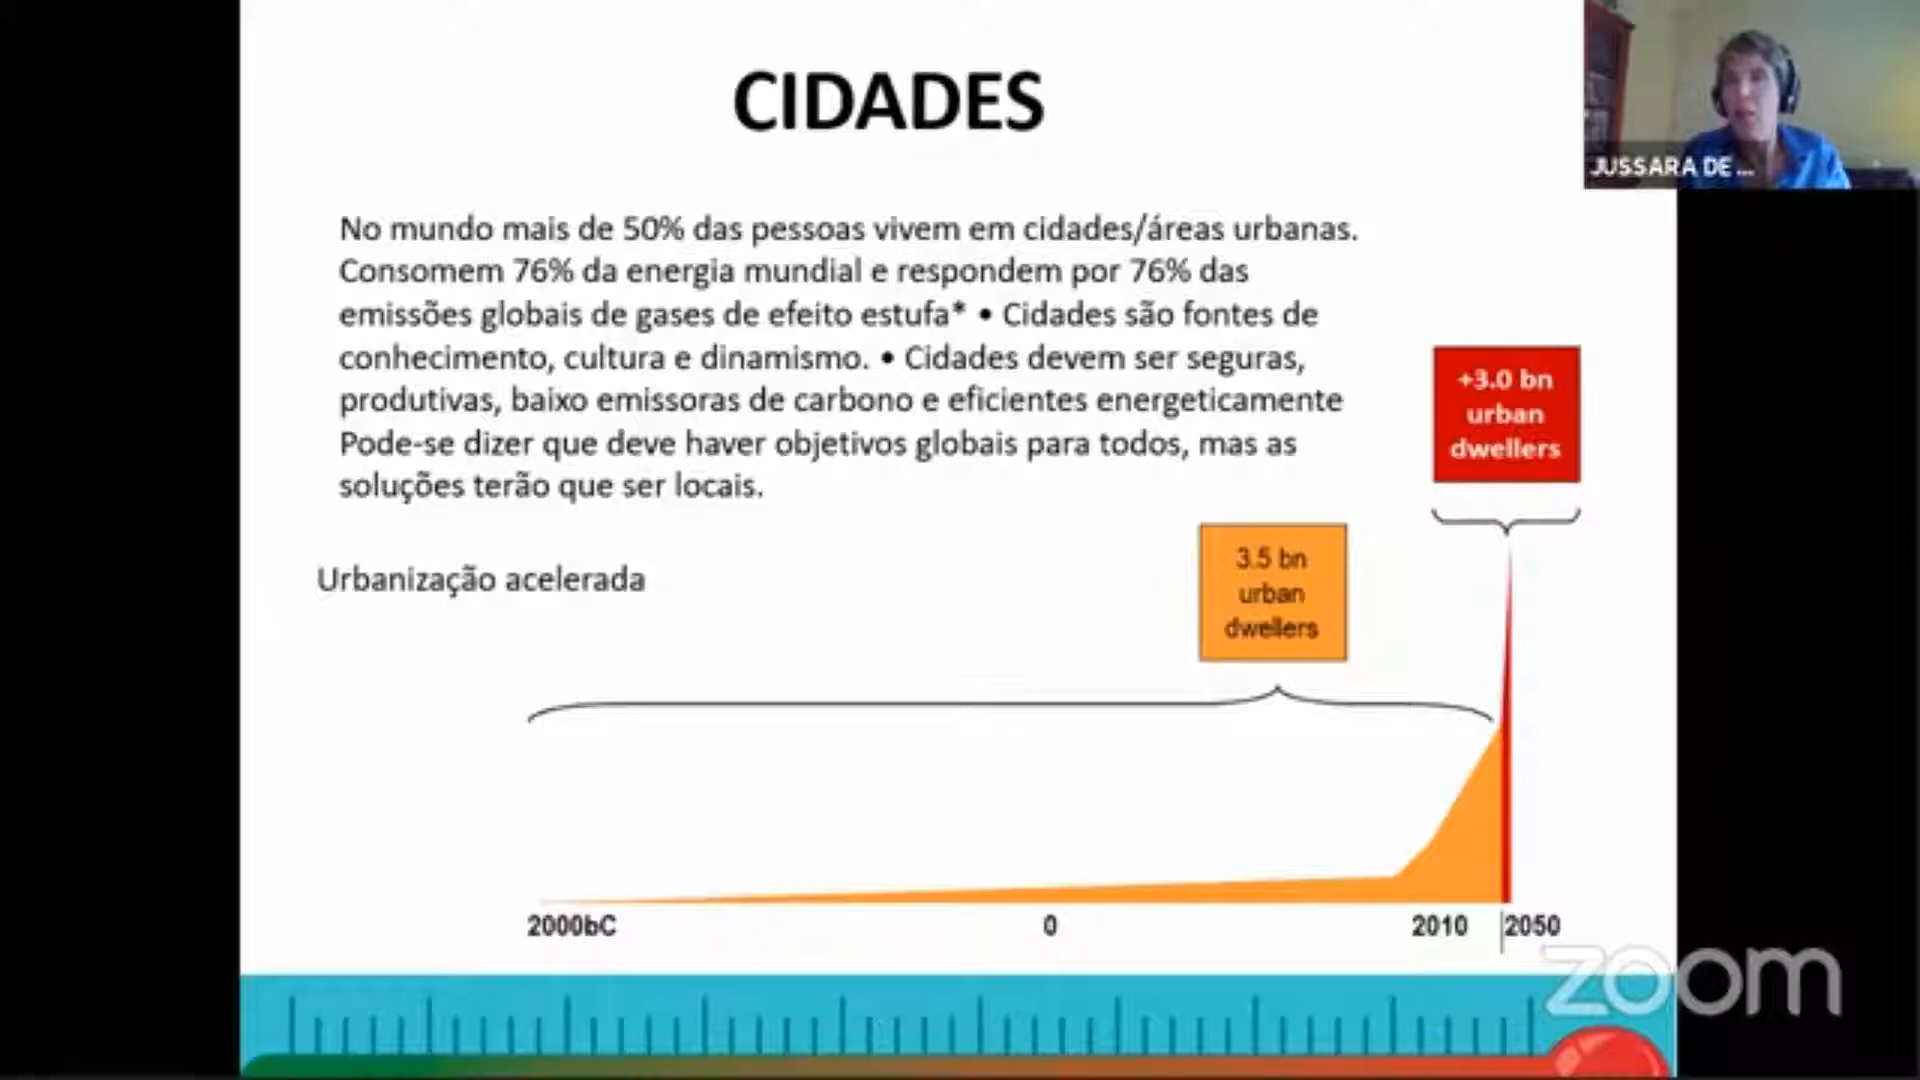 CIDADES
JUSSARA DE ...
No mundo mais de 50% das pessoas vivem em cidades/áreas urbanas.
Consomem 76% da energia mundial e respondem por 76% das
emissões globais de gases de efeito estufa* • Cidades são fontes de
conhecimento, cultura e dinamismo. • Cidades devem ser seguras,
produtivas, baixo emissoras de carbono e eficientes energeticamente
Pode-se dizer que deve haver objetivos globais para todos, mas as
soluções terão que ser locais.
+3.0 bn
urban
dwellers
Urbanização acelerada
3.5 bn
urban
dwellers
2000bC 0 2010 2050
zoom